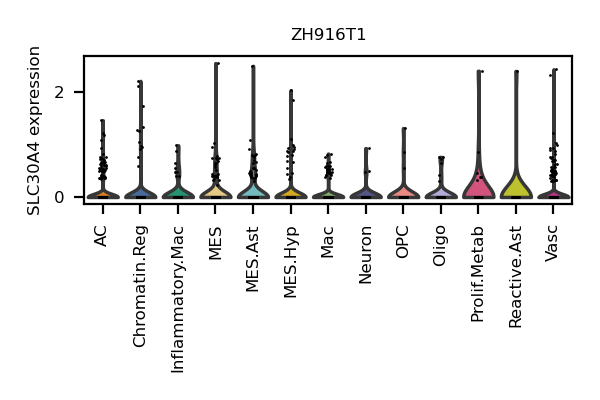 ZH916T1
SLC30A4 expression
2
0
AC
Chromatin.Reg
Inflammatory.Mac
MES
MES.Ast
MES.Hyp
Mac
Neuron
OPC
Oligo
Prolif.Metab
Reactive.Ast
Vasc